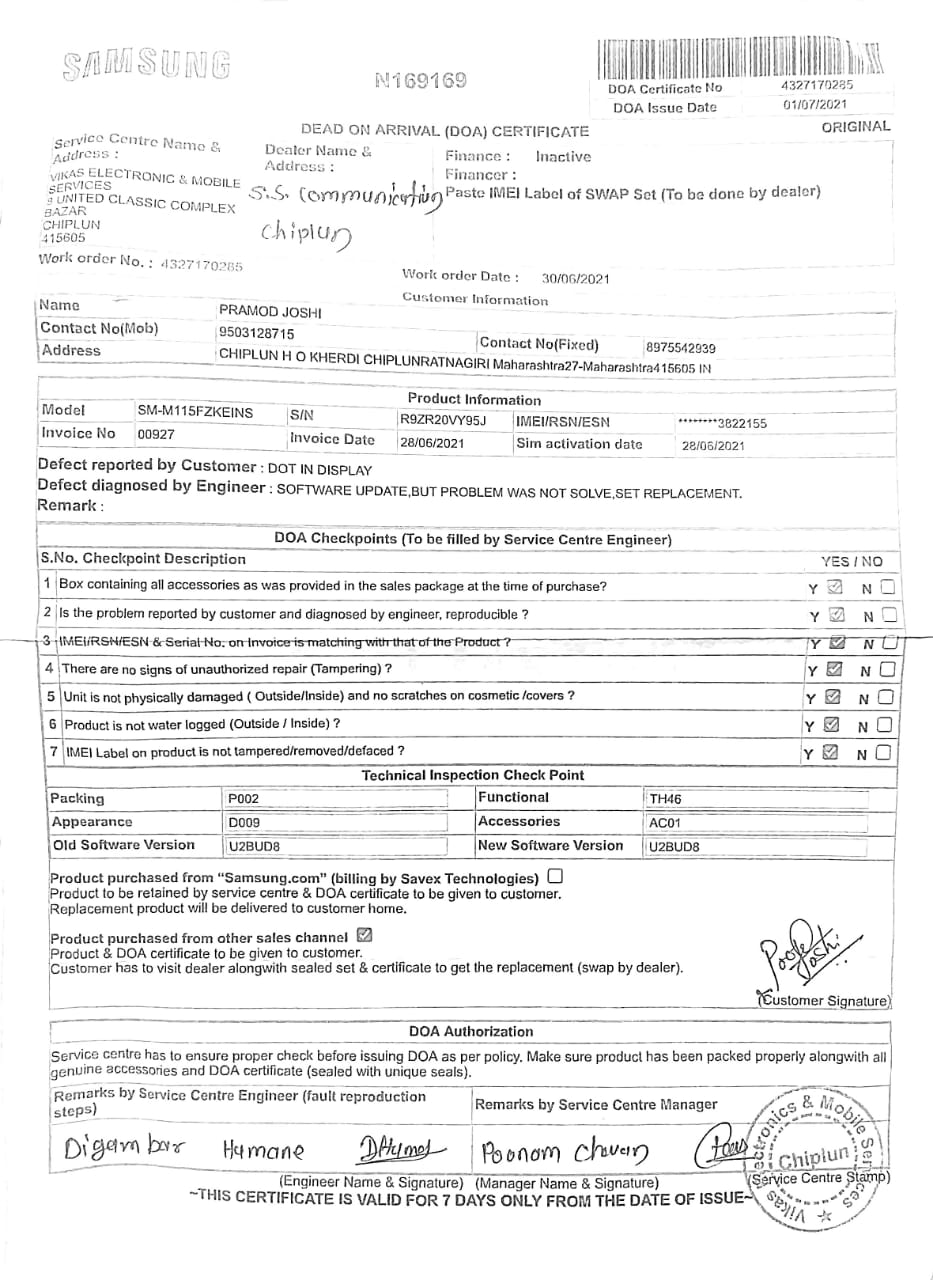 SAMSUNG
N169169
DOA Certificate No 4327170285
DOA Issue Date 01/07/2021
DEAD ON ARRIVAL (DOA) CERTIFICATE
ORIGINAL
Service Centre Name &
Address :
VIKAS ELECTRONIC & MOBILE
SERVICES
9 UNITED CLASSIC COMPLEX
BAZAR
CHIPLUN
415605
Dealer Name &
Address :
S.S. Communication
Chiplun
Finance : Inactive
Financer :
Paste IMEI Label of SWAP Set (To be done by dealer)
Work order No. : 4327170285
Work order Date : 30/06/2021
Customer Information
Name PRAMOD JOSHI
Contact No(Mob) 9503128715 Contact No(Fixed) 8975542939
Address CHIPLUN H O KHERDI CHIPLUNRATNAGIRI Maharashtra27-Maharashtra415605 IN
Product Information
Model SM-M115FZKEINS S/N R9ZR20VY95J IMEI/RSN/ESN ********3822155
Invoice No 00927 Invoice Date 28/06/2021 Sim activation date 28/06/2021
Defect reported by Customer : DOT IN DISPLAY
Defect diagnosed by Engineer : SOFTWARE UPDATE,BUT PROBLEM WAS NOT SOLVE,SET REPLACEMENT.
Remark :
DOA Checkpoints (To be filled by Service Centre Engineer)
S.No. Checkpoint Description YES / NO
1 Box containing all accessories as was provided in the sales package at the time of purchase? Y N
2 Is the problem reported by customer and diagnosed by engineer, reproducible ? Y N
3 IMEI/RSN/ESN & Serial No. on Invoice is matching with that of the Product ? Y N
4 There are no signs of unauthorized repair (Tampering) ? Y N
5 Unit is not physically damaged ( Outside/Inside) and no scratches on cosmetic /covers ? Y N
6 Product is not water logged (Outside / Inside) ? Y N
7 IMEI Label on product is not tampered/removed/defaced ? Y N
Technical Inspection Check Point
Packing P002 Functional TH46
Appearance D009 Accessories AC01
Old Software Version U2BUD8 New Software Version U2BUD8
Product purchased from "Samsung.com" (billing by Savex Technologies)
Product to be retained by service centre & DOA certificate to be given to customer.
Replacement product will be delivered to customer home.
Product purchased from other sales channel
Product & DOA certificate to be given to customer.
Customer has to visit dealer alongwith sealed set & certificate to get the replacement (swap by dealer).
Pooja Joshi
(Customer Signature)
DOA Authorization
Service centre has to ensure proper check before issuing DOA as per policy. Make sure product has been packed properly alongwith all
genuine accessories and DOA certificate (sealed with unique seals).
Remarks by Service Centre Engineer (fault reproduction
steps)
Remarks by Service Centre Manager
Digambar Humane DHumane Poonam Chavan
Vikas Electronics & Mobile Services
Chiplun
(Engineer Name & Signature) (Manager Name & Signature) (Service Centre Stamp)
~THIS CERTIFICATE IS VALID FOR 7 DAYS ONLY FROM THE DATE OF ISSUE~